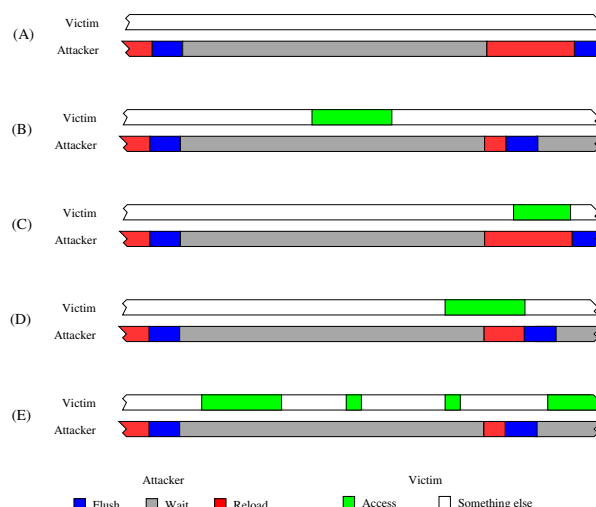 Victim
(A)
Attacker
Victim
(B)
Attacker
Victim
(C)
Attacker
Victim
(D)
Attacker
Victim
(E)
Attacker
Attacker Victim
Flush Wait Reload Access Something else